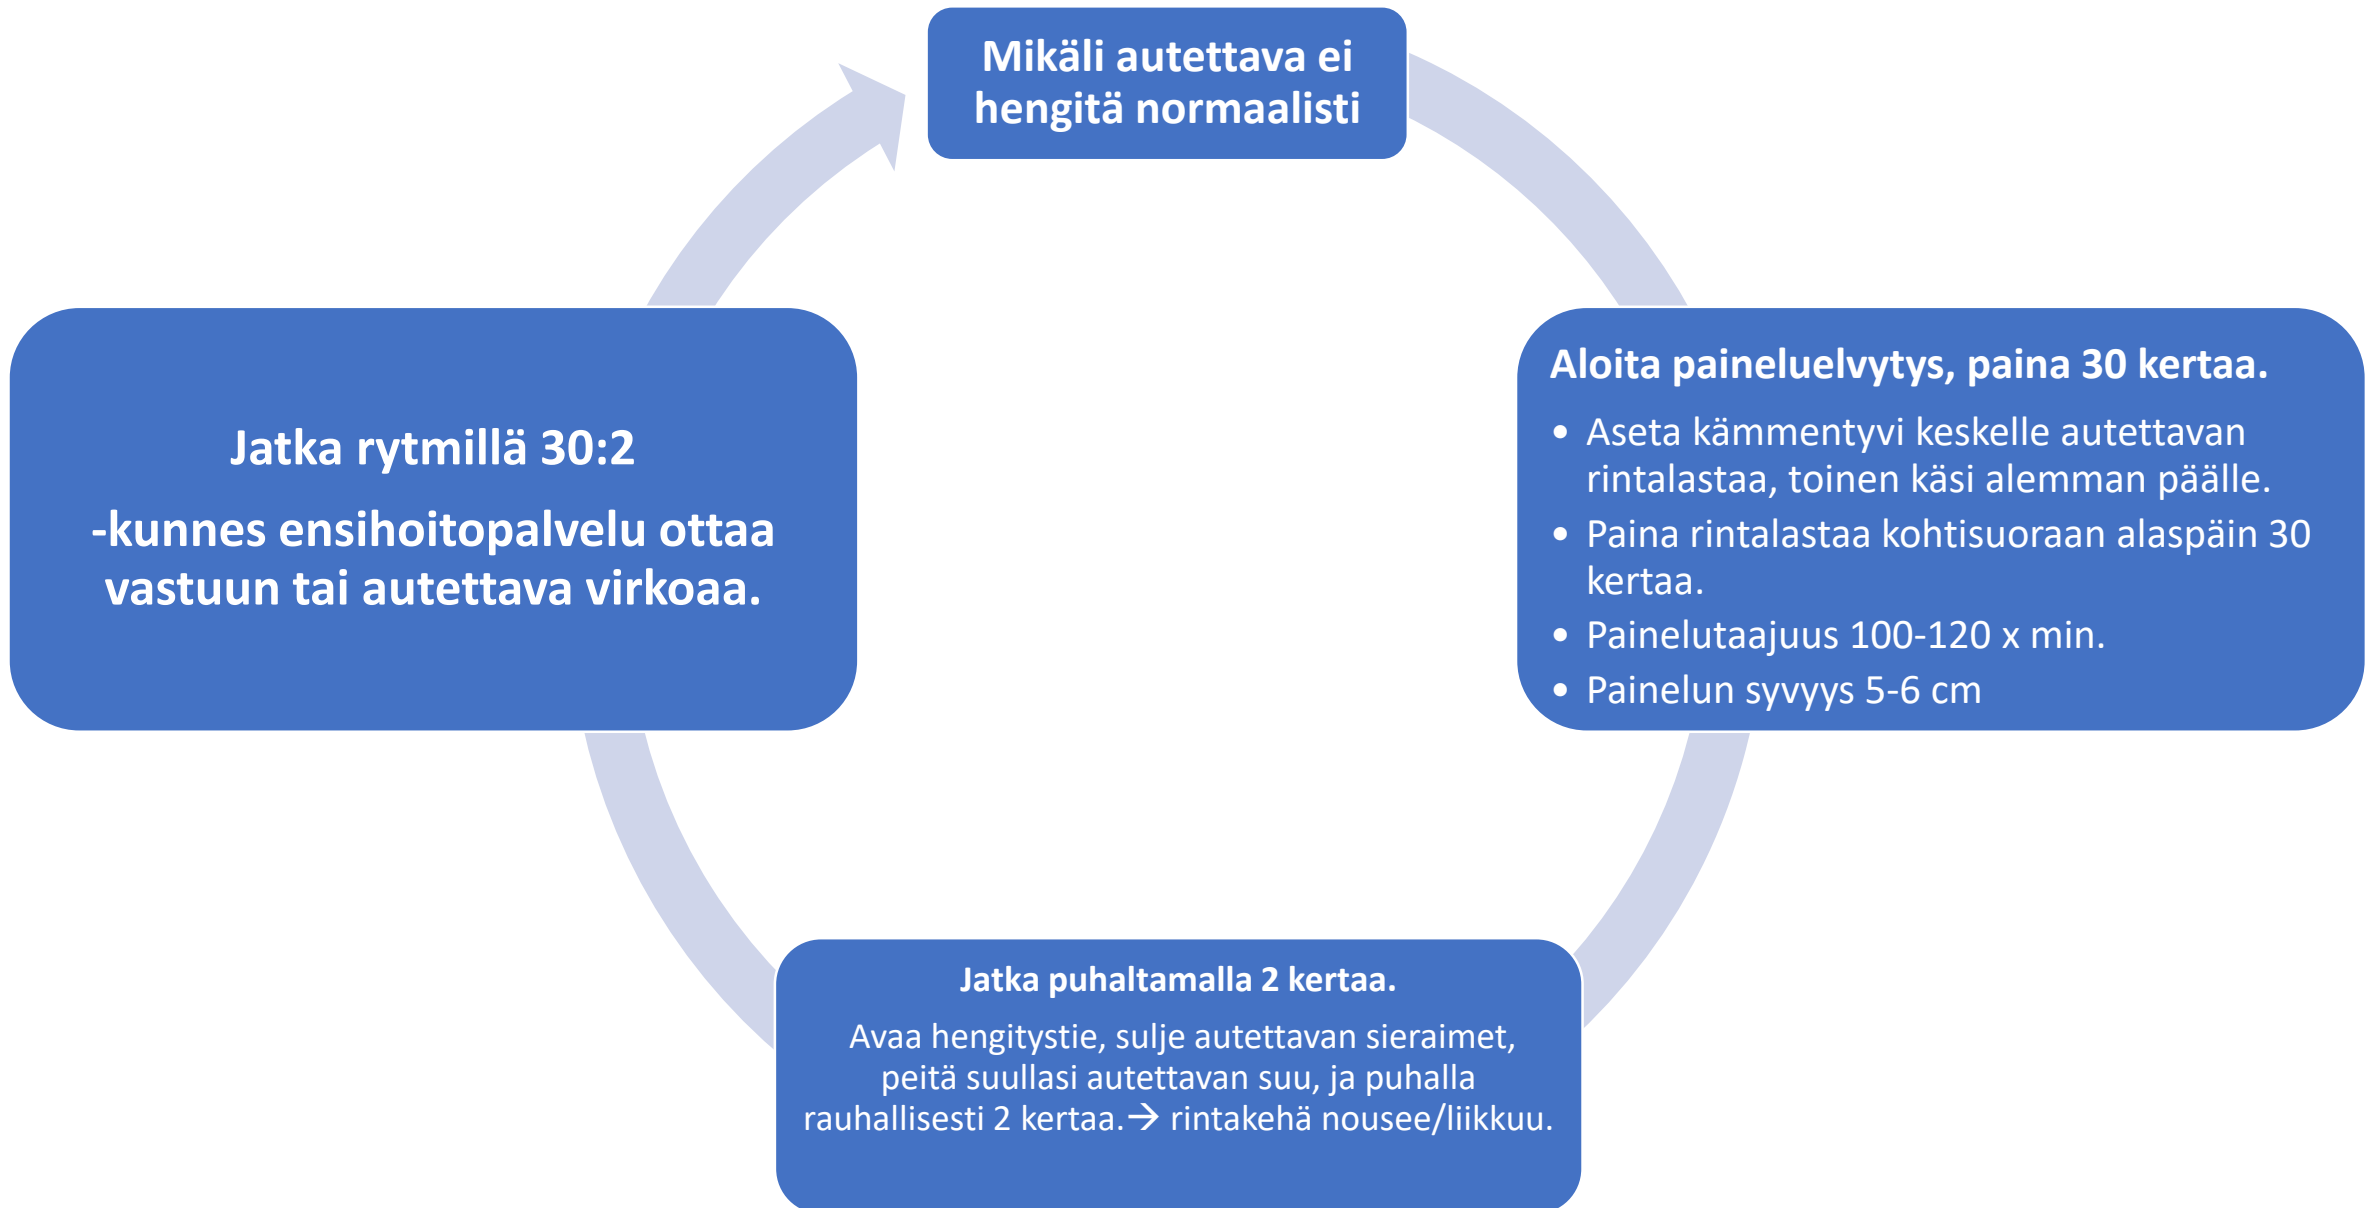 Mikäli autettava ei
hengitä normaalisti
Aloita paineluelvytys, paina 30 kertaa.
• Aseta kämmentyvi keskelle autettavan
rintalastaa, toinen käsi alemman päälle.
• Paina rintalastaa kohtisuoraan alaspäin 30
kertaa.
• Painelutaajuus 100-120 x min.
• Painelun syvyys 5-6 cm
Jatka puhaltamalla 2 kertaa.
Avaa hengitystie, sulje autettavan sieraimet,
peitä suullasi autettavan suu, ja puhalla
rauhallisesti 2 kertaa.→ rintakehä nousee/liikkuu.
Jatka rytmillä 30:2
-kunnes ensihoitopalvelu ottaa
vastuun tai autettava virkoaa.